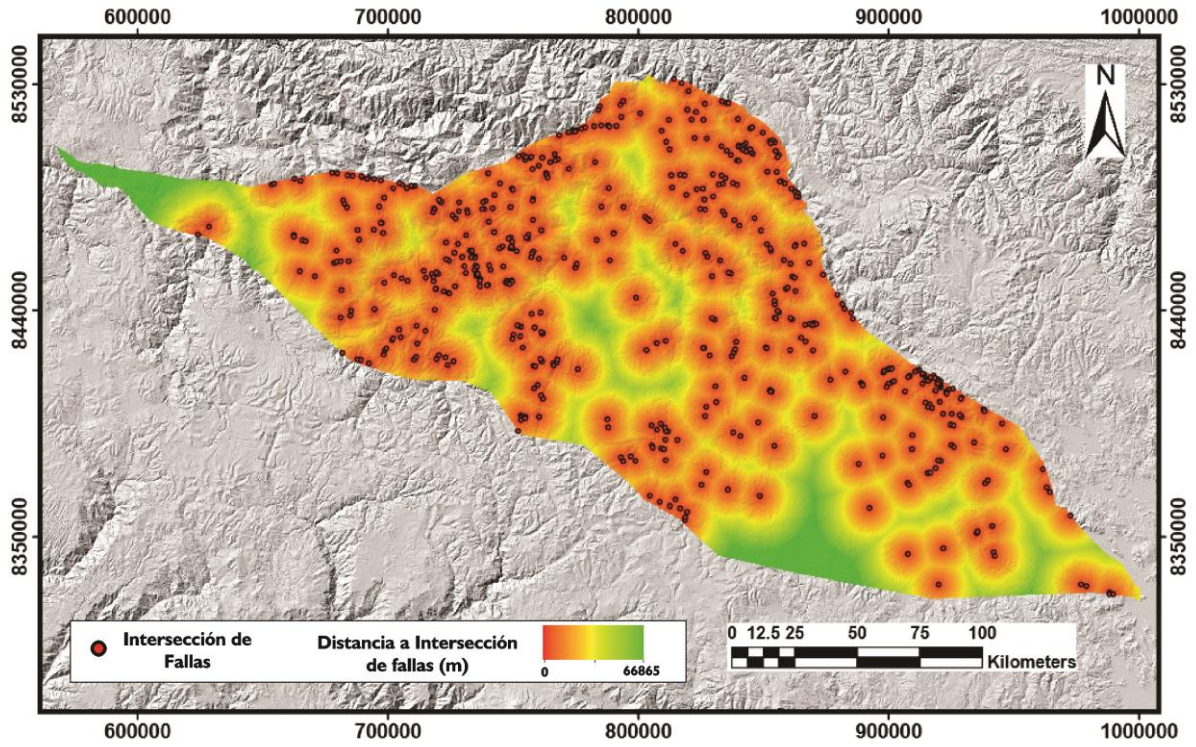 600000 700000 800000 900000 1000000
8530000
8530000
N
8440000
8440000
8350000
8350000
Intersección de
Fallas
Distancia a Intersección
de fallas (m)
0 66865
0 12.5 25 50 75 100
Kilometers
600000 700000 800000 900000 1000000